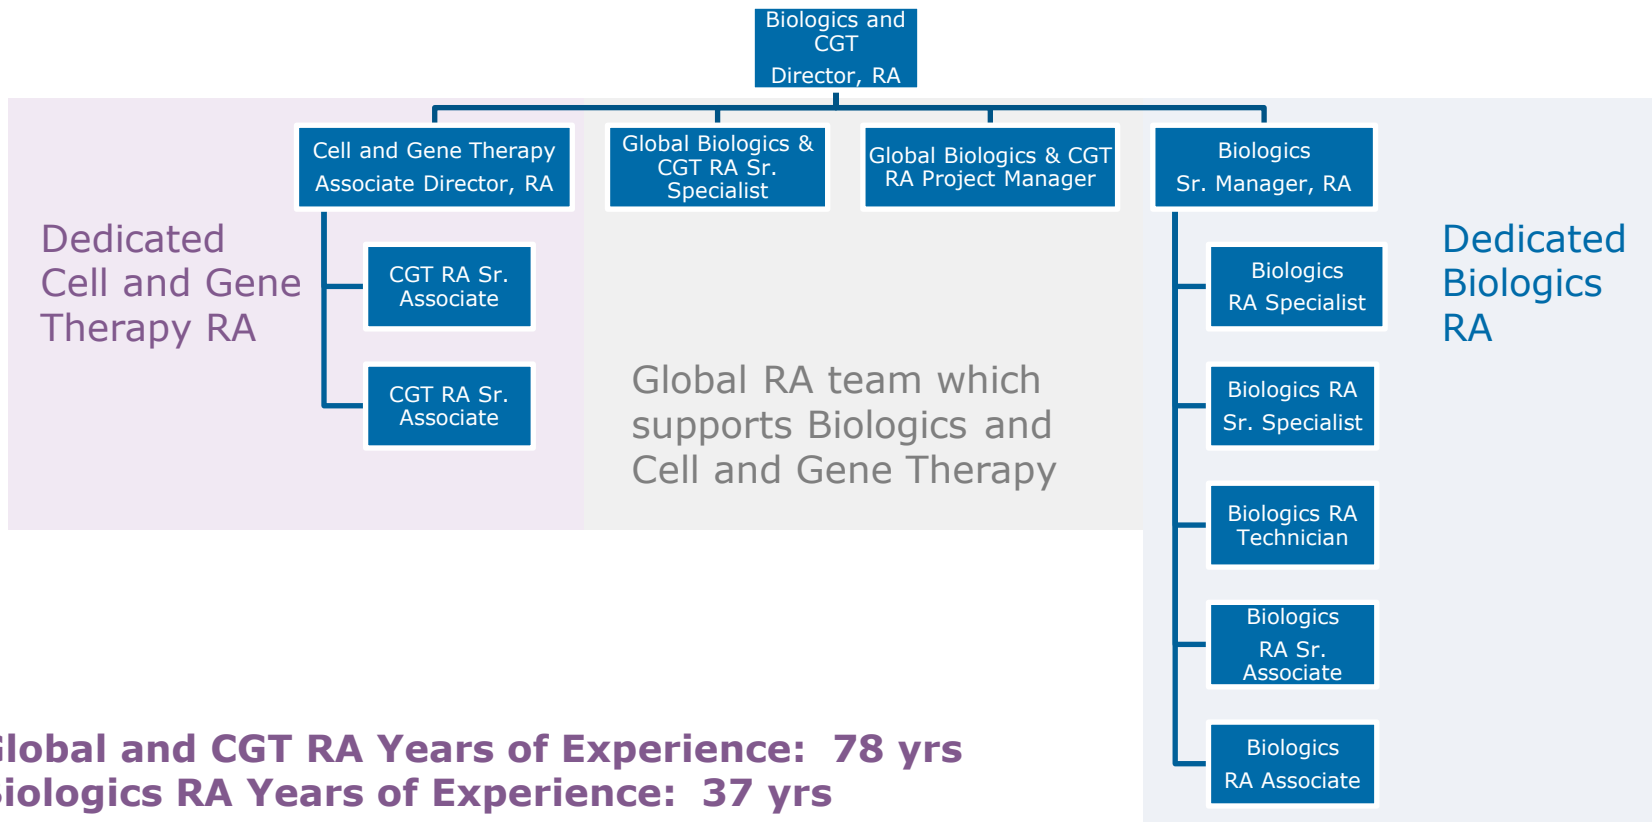 Biologics and
CGT
Director, RA
Cell and Gene Therapy
Associate Director, RA
Global Biologics &
CGT RA Sr.
Specialist
Global Biologics & CGT
RA Project Manager
Biologics
Sr. Manager, RA
Dedicated
Cell and Gene
Therapy RA
CGT RA Sr.
Associate
CGT RA Sr.
Associate
Global RA team which
supports Biologics and
Cell and Gene Therapy
Biologics
RA Specialist
Biologics RA
Sr. Specialist
Biologics RA
Technician
Biologics
RA Sr.
Associate
Biologics
RA Associate
Dedicated
Biologics
RA
Global and CGT RA Years of Experience: 78 yrs
Biologics RA Years of Experience: 37 yrs